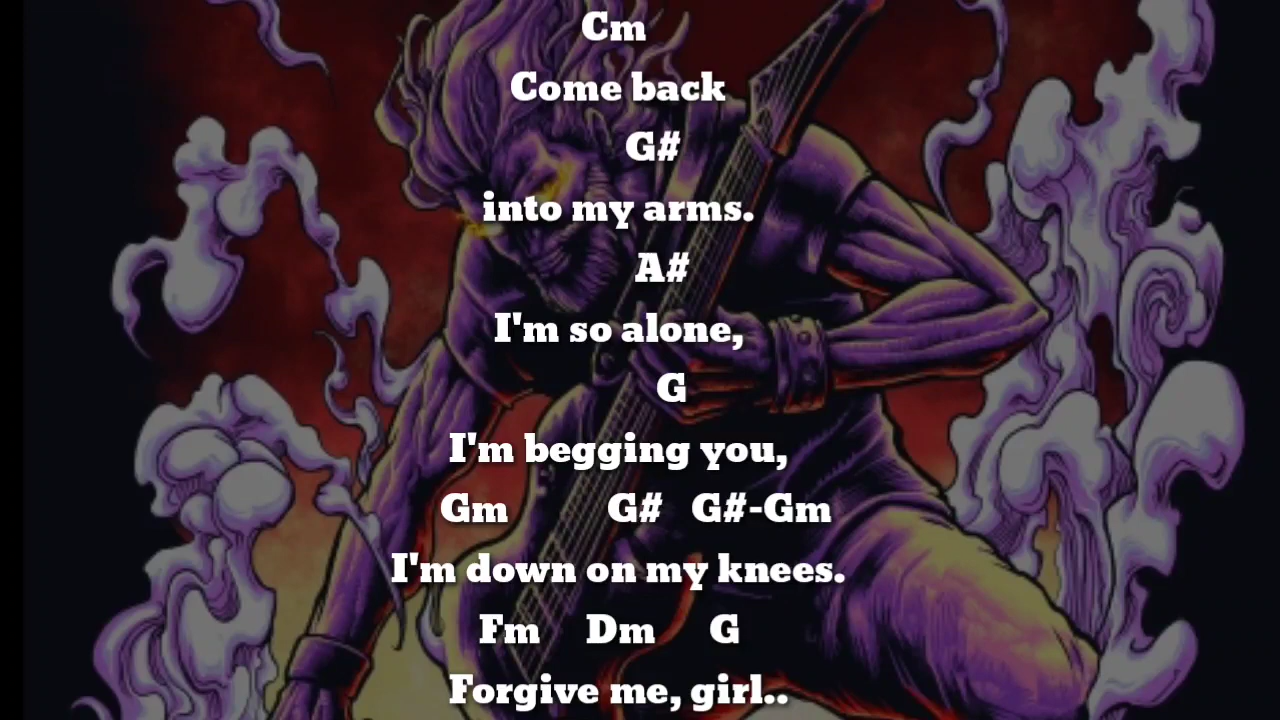 Cm
Come back
G#
into my arms.
A#
I'm so alone,
G
I'm begging you,
Gm G# G#-Gm
I'm down on my knees.
Fm Dm G
Forgive me, girl..